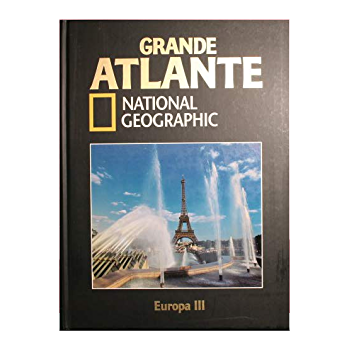 GRANDE
ATLANTE
NATIONAL
GEOGRAPHIC
Europa III